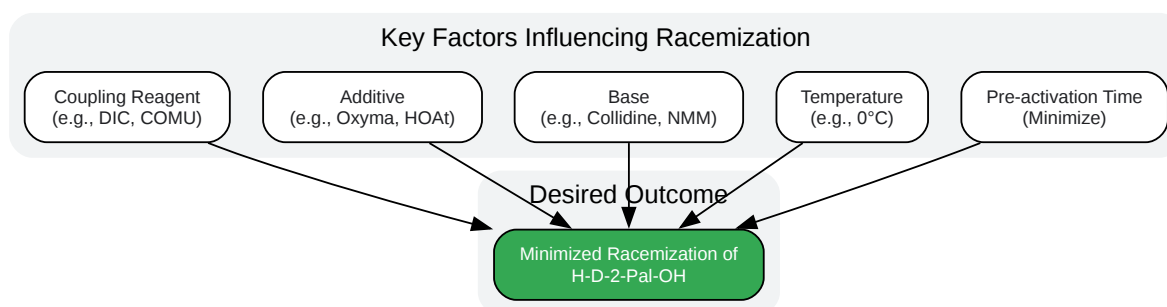 Key Factors Influencing Racemization
Coupling Reagent
(e.g., DIC, COMU)
Additive
(e.g., Oxyma, HOAt)
Base
(e.g., Collidine, NMM)
Temperature
(e.g., 0°C)
Pre-activation Time
(Minimize)
Desired Outcome
Minimized Racemization of
H-D-2-Pal-OH